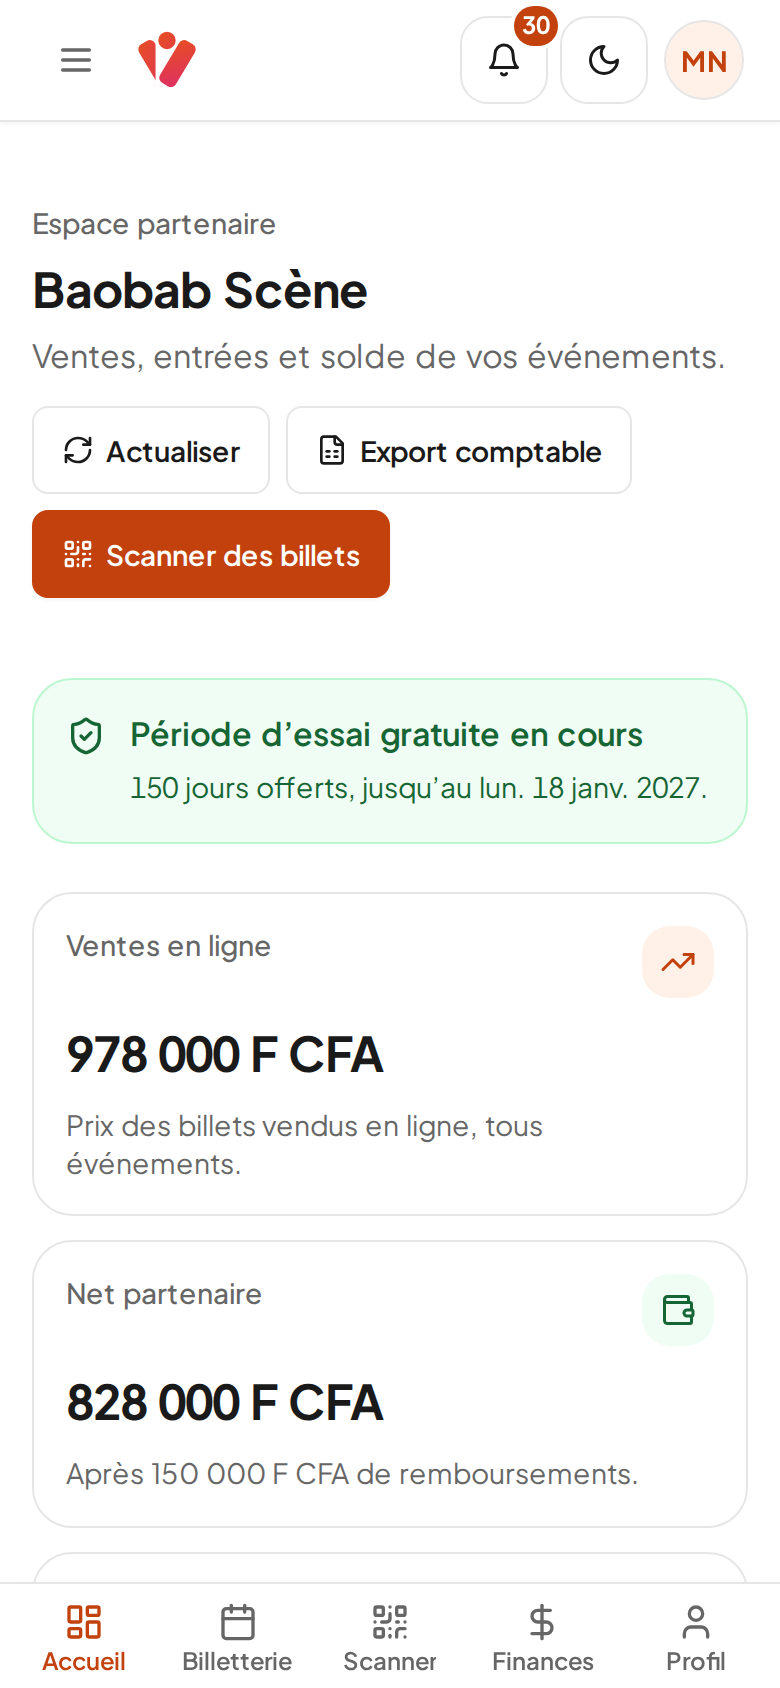 30
MN
Espace partenaire
Baobab Scène
Ventes, entrées et solde de vos événements.
Actualiser
Export comptable
Scanner des billets
Période d’essai gratuite en cours
150 jours offerts, jusqu’au lun. 18 janv. 2027.
Ventes en ligne
978 000 F CFA
Prix des billets vendus en ligne, tous
événements.
Net partenaire
828 000 F CFA
Après 150 000 F CFA de remboursements.
Accueil
Billetterie
Scanner
Finances
Profil